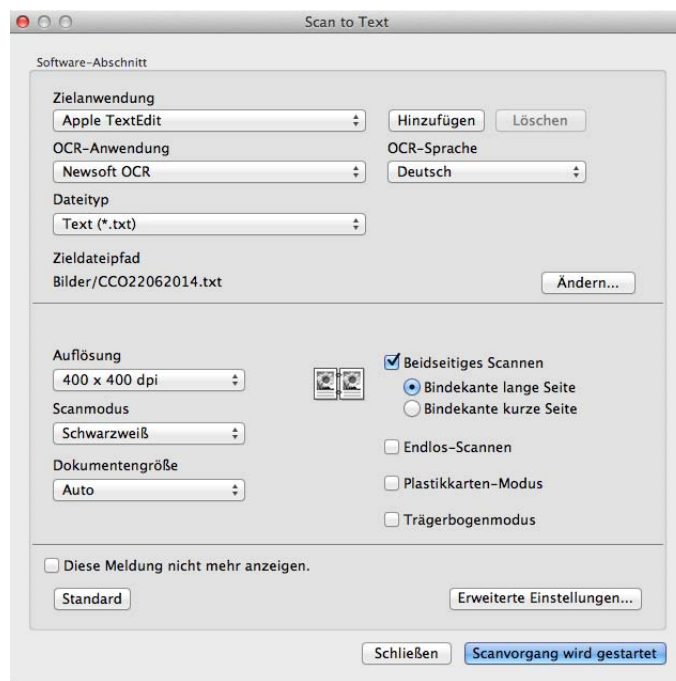 Scan to Text
Software-Abschnitt
Zielanwendung
Apple TextEdit
Hinzufügen
Löschen
OCR-Anwendung
OCR-Sprache
Newsoft OCR
Deutsch
Dateityp
Text (*.txt)
Zieldateipfad
Bilder/CCO22062014.txt
Ändern...
Auflösung
400 x 400 dpi
Scanmodus
Schwarzweiß
Dokumentengröße
Auto
Beidseitiges Scannen
Bindekante lange Seite
Bindekante kurze Seite
Endlos-Scannen
Plastikkarten-Modus
Trägerbogenmodus
Diese Meldung nicht mehr anzeigen.
Standard
Erweiterte Einstellungen...
Schließen
Scanvorgang wird gestartet